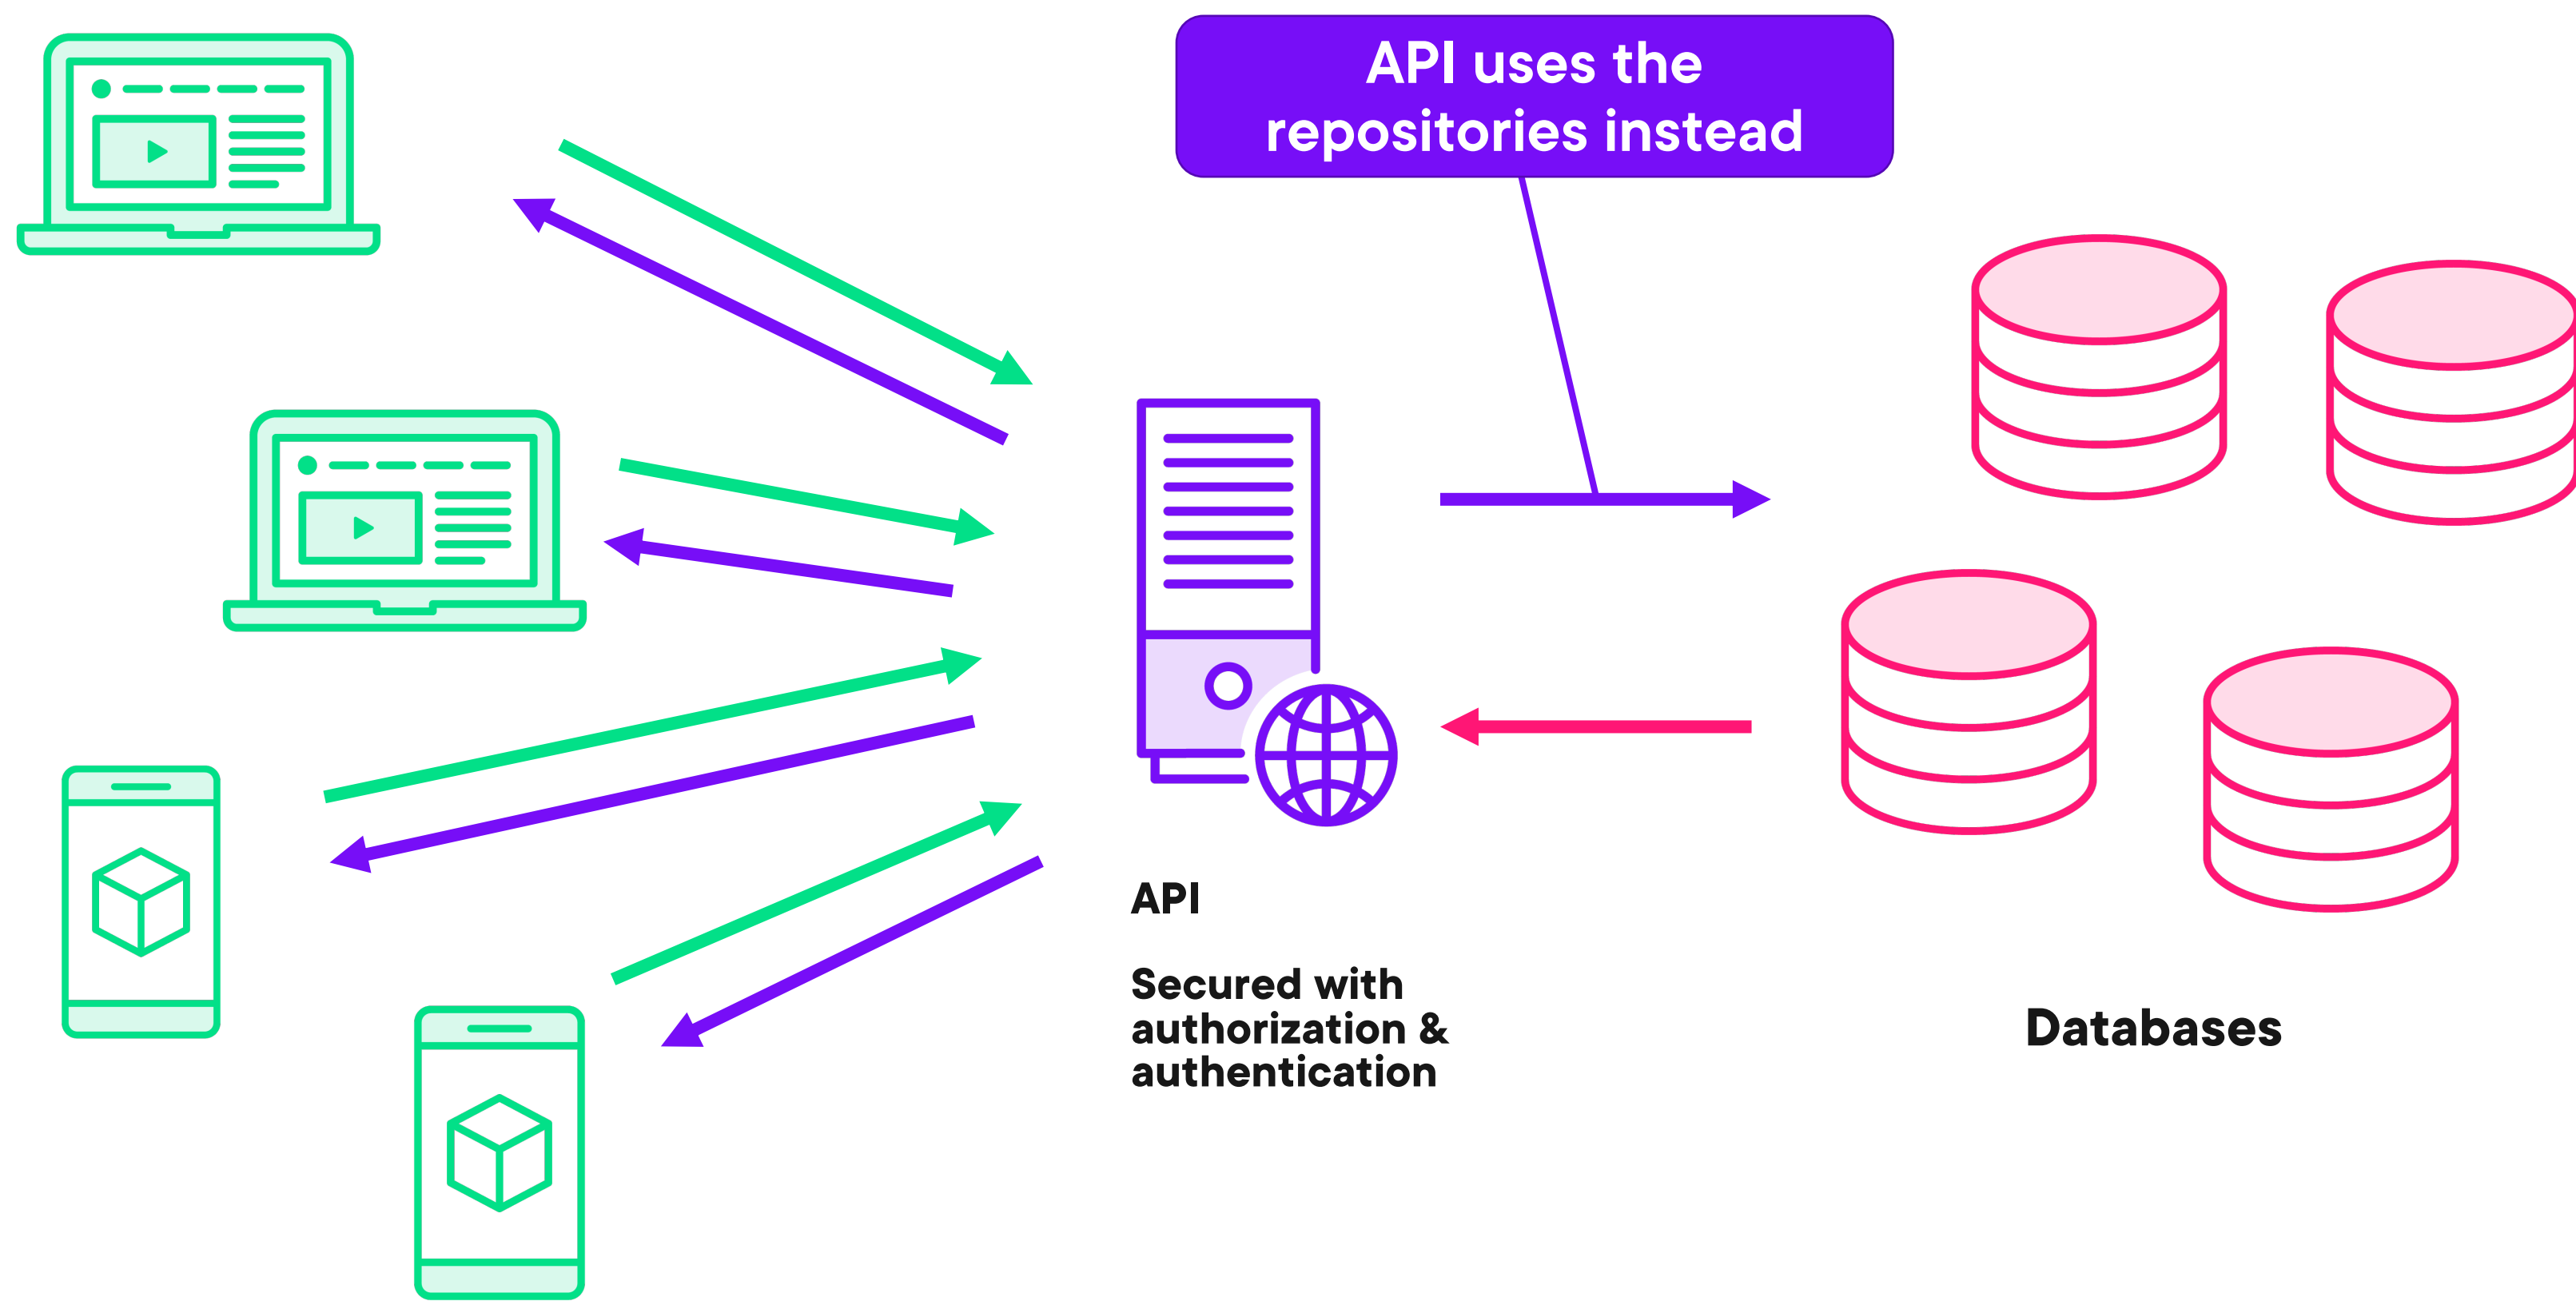 API uses the
repositories instead
API
Secured with
authorization &
authentication
Databases